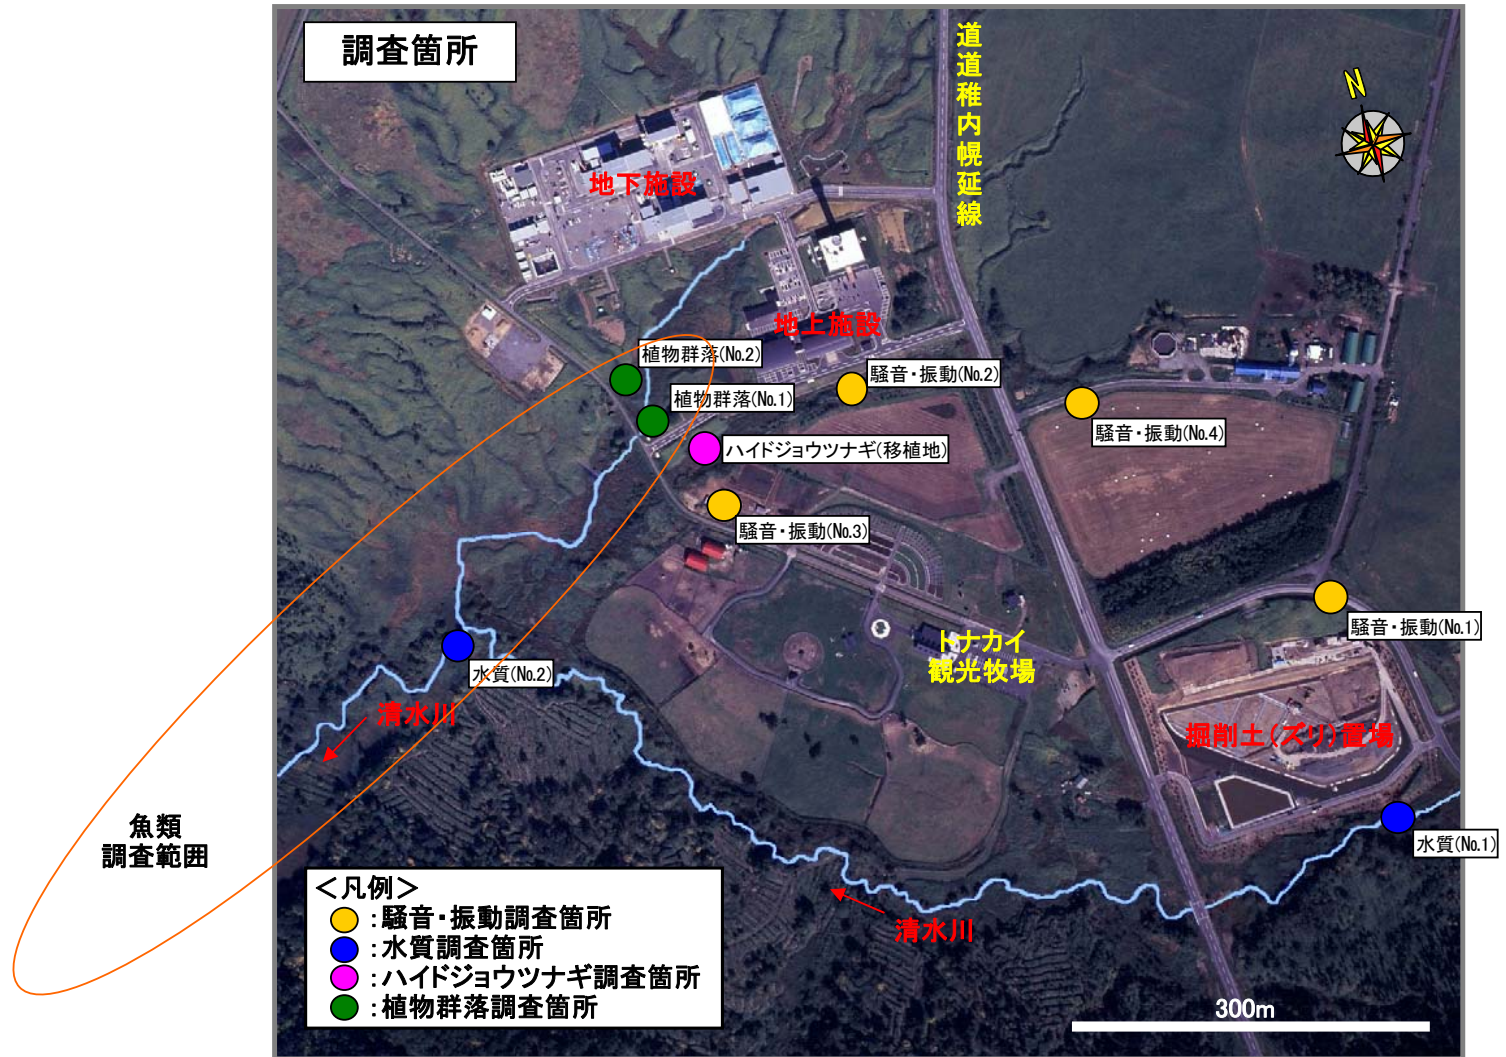 調査箇所
道道稚内幌延線
N
地下施設
地上施設
植物群落(No.2)
騒音・振動(No.2)
植物群落(No.1)
騒音・振動(No.4)
ハイドジョウツナギ(移植地)
騒音・振動(No.3)
騒音・振動(No.1)
トナカイ
観光牧場
水質(No.2)
清水川
掘削土(ズリ)置場
魚類
調査範囲
水質(No.1)
清水川
＜凡例＞
：騒音・振動調査箇所
：水質調査箇所
：ハイドジョウツナギ調査箇所
：植物群落調査箇所
300m